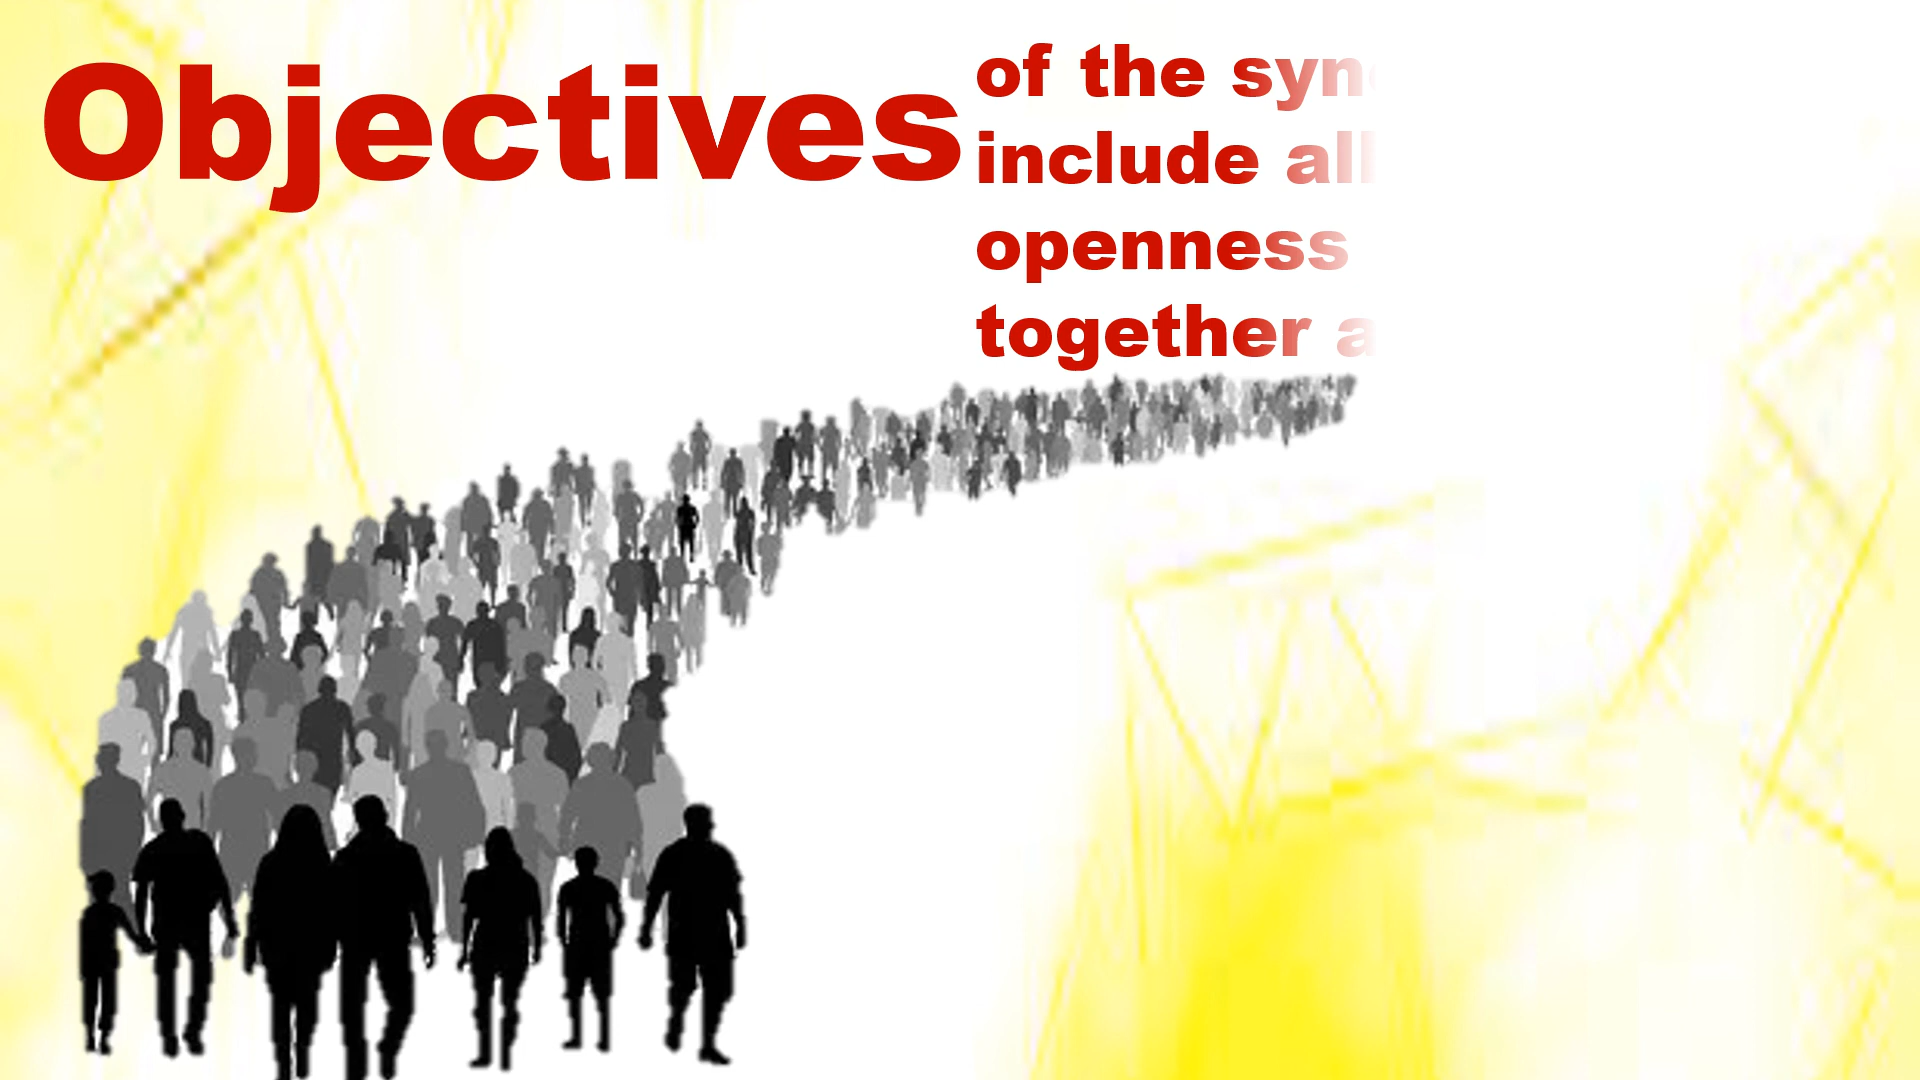 Objectives
of the
include
openness
together